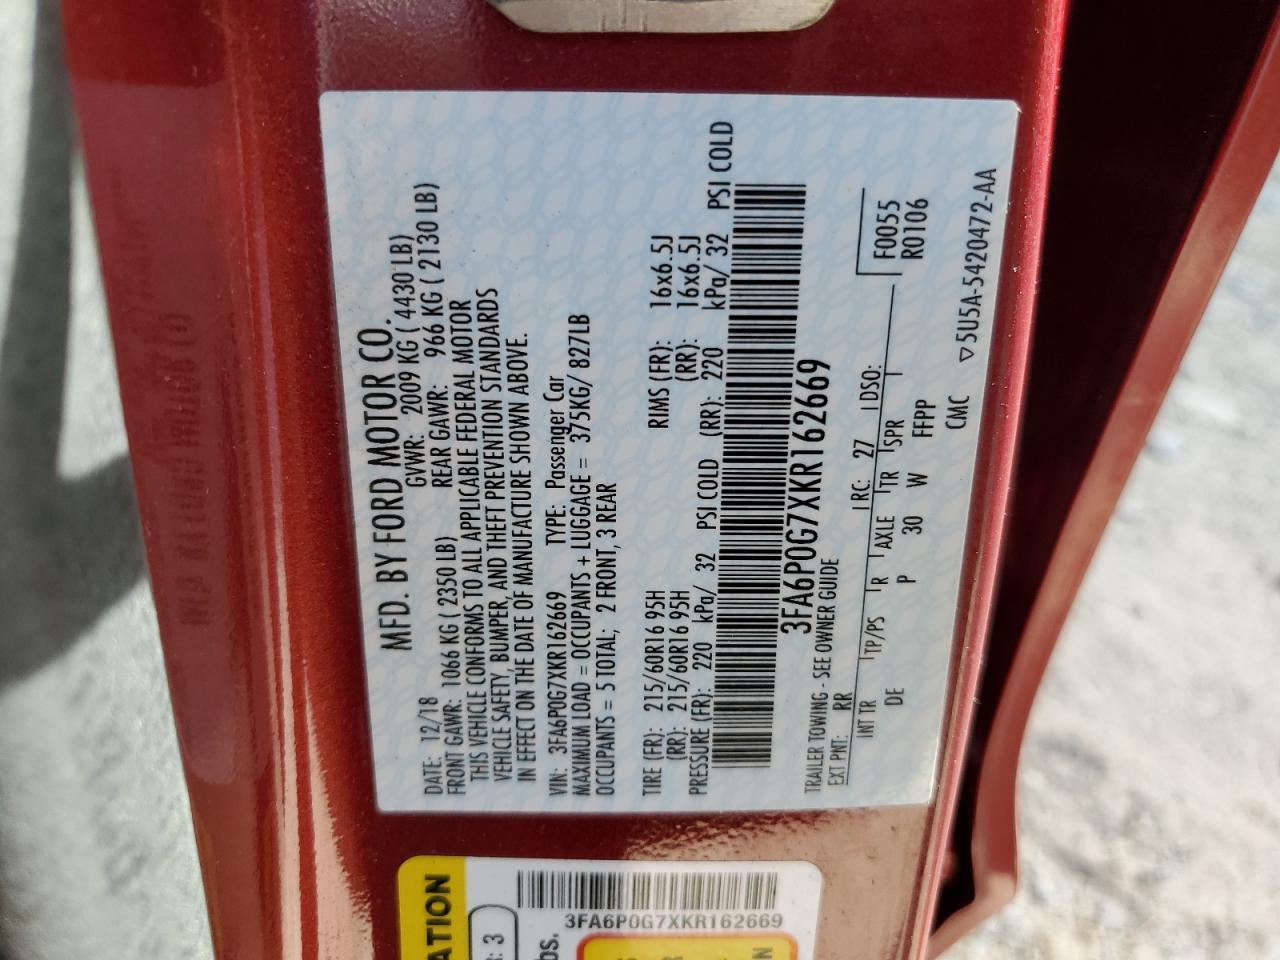 MFD. BY FORD MOTOR CO.
DATE: 12/18 GVWR: 2009 KG ( 4430 LB)
FRONT GAWR: 1066 KG (2350 LB) REAR GAWR: 966 KG ( 2130 LB)
THIS VEHICLE CONFORMS TO ALL APPLICABLE FEDERAL MOTOR
VEHICLE SAFETY, BUMPER, AND THEFT PREVENTION STANDARDS
IN EFFECT ON THE DATE OF MANUFACTURE SHOWN ABOVE.
VIN: 3FA6P0G7XKR162669 TYPE: Passenger Car
MAXIMUM LOAD = OCCUPANTS + LUGGAGE = 375KG/ 827LB
OCCUPANTS = 5 TOTAL, 2 FRONT, 3 REAR
TIRE (FR): 215/60R16 95H RIMS (FR): 16x6.5J
(RR): 215/60R16 95H (RR): 16x6.5J
PRESSURE (FR): 220 kPa/ 32 PSI COLD (RR): 220 kPa/ 32 PSI COLD
3FA6P0G7XKR162669
TRAILER TOWING - SEE OWNER GUIDE
EXT PNT: RR RC: 27 DSO: F0055
R0106
INT TR TP/PS R AXLE TR SPR
DE P 30 W FFPP
CMC ▽5U5A-5420472-AA
ATION
R: 3
bs.
3FA6P0G7XKR162669